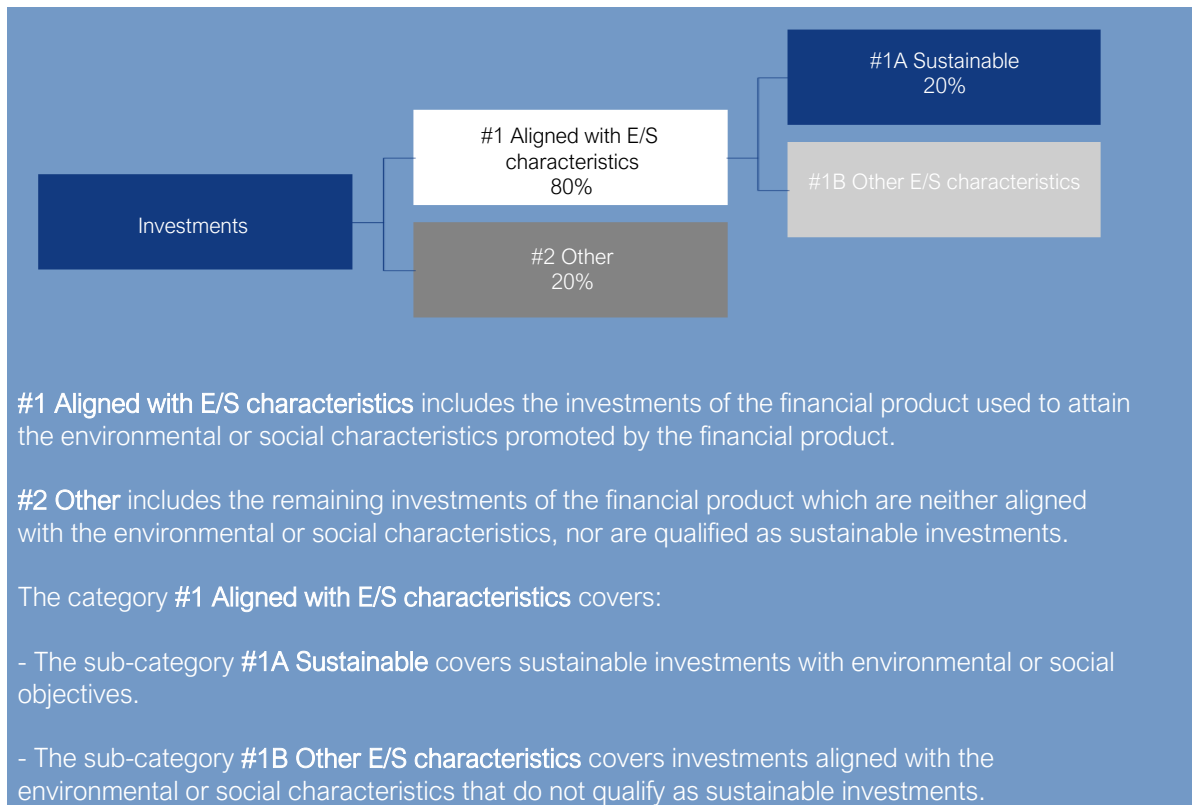 #1A Sustainable
20%
#1 Aligned with E/S
characteristics
80%
#1B Other E/S characteristics
Investments
#2 Other
20%
#1 Aligned with E/S characteristics includes the investments of the financial product used to attain
the environmental or social characteristics promoted by the financial product.
#2 Other includes the remaining investments of the financial product which are neither aligned
with the environmental or social characteristics, nor are qualified as sustainable investments.
The category #1 Aligned with E/S characteristics covers:
- The sub-category #1A Sustainable covers sustainable investments with environmental or social
objectives.
- The sub-category #1B Other E/S characteristics covers investments aligned with the
environmental or social characteristics that do not qualify as sustainable investments.